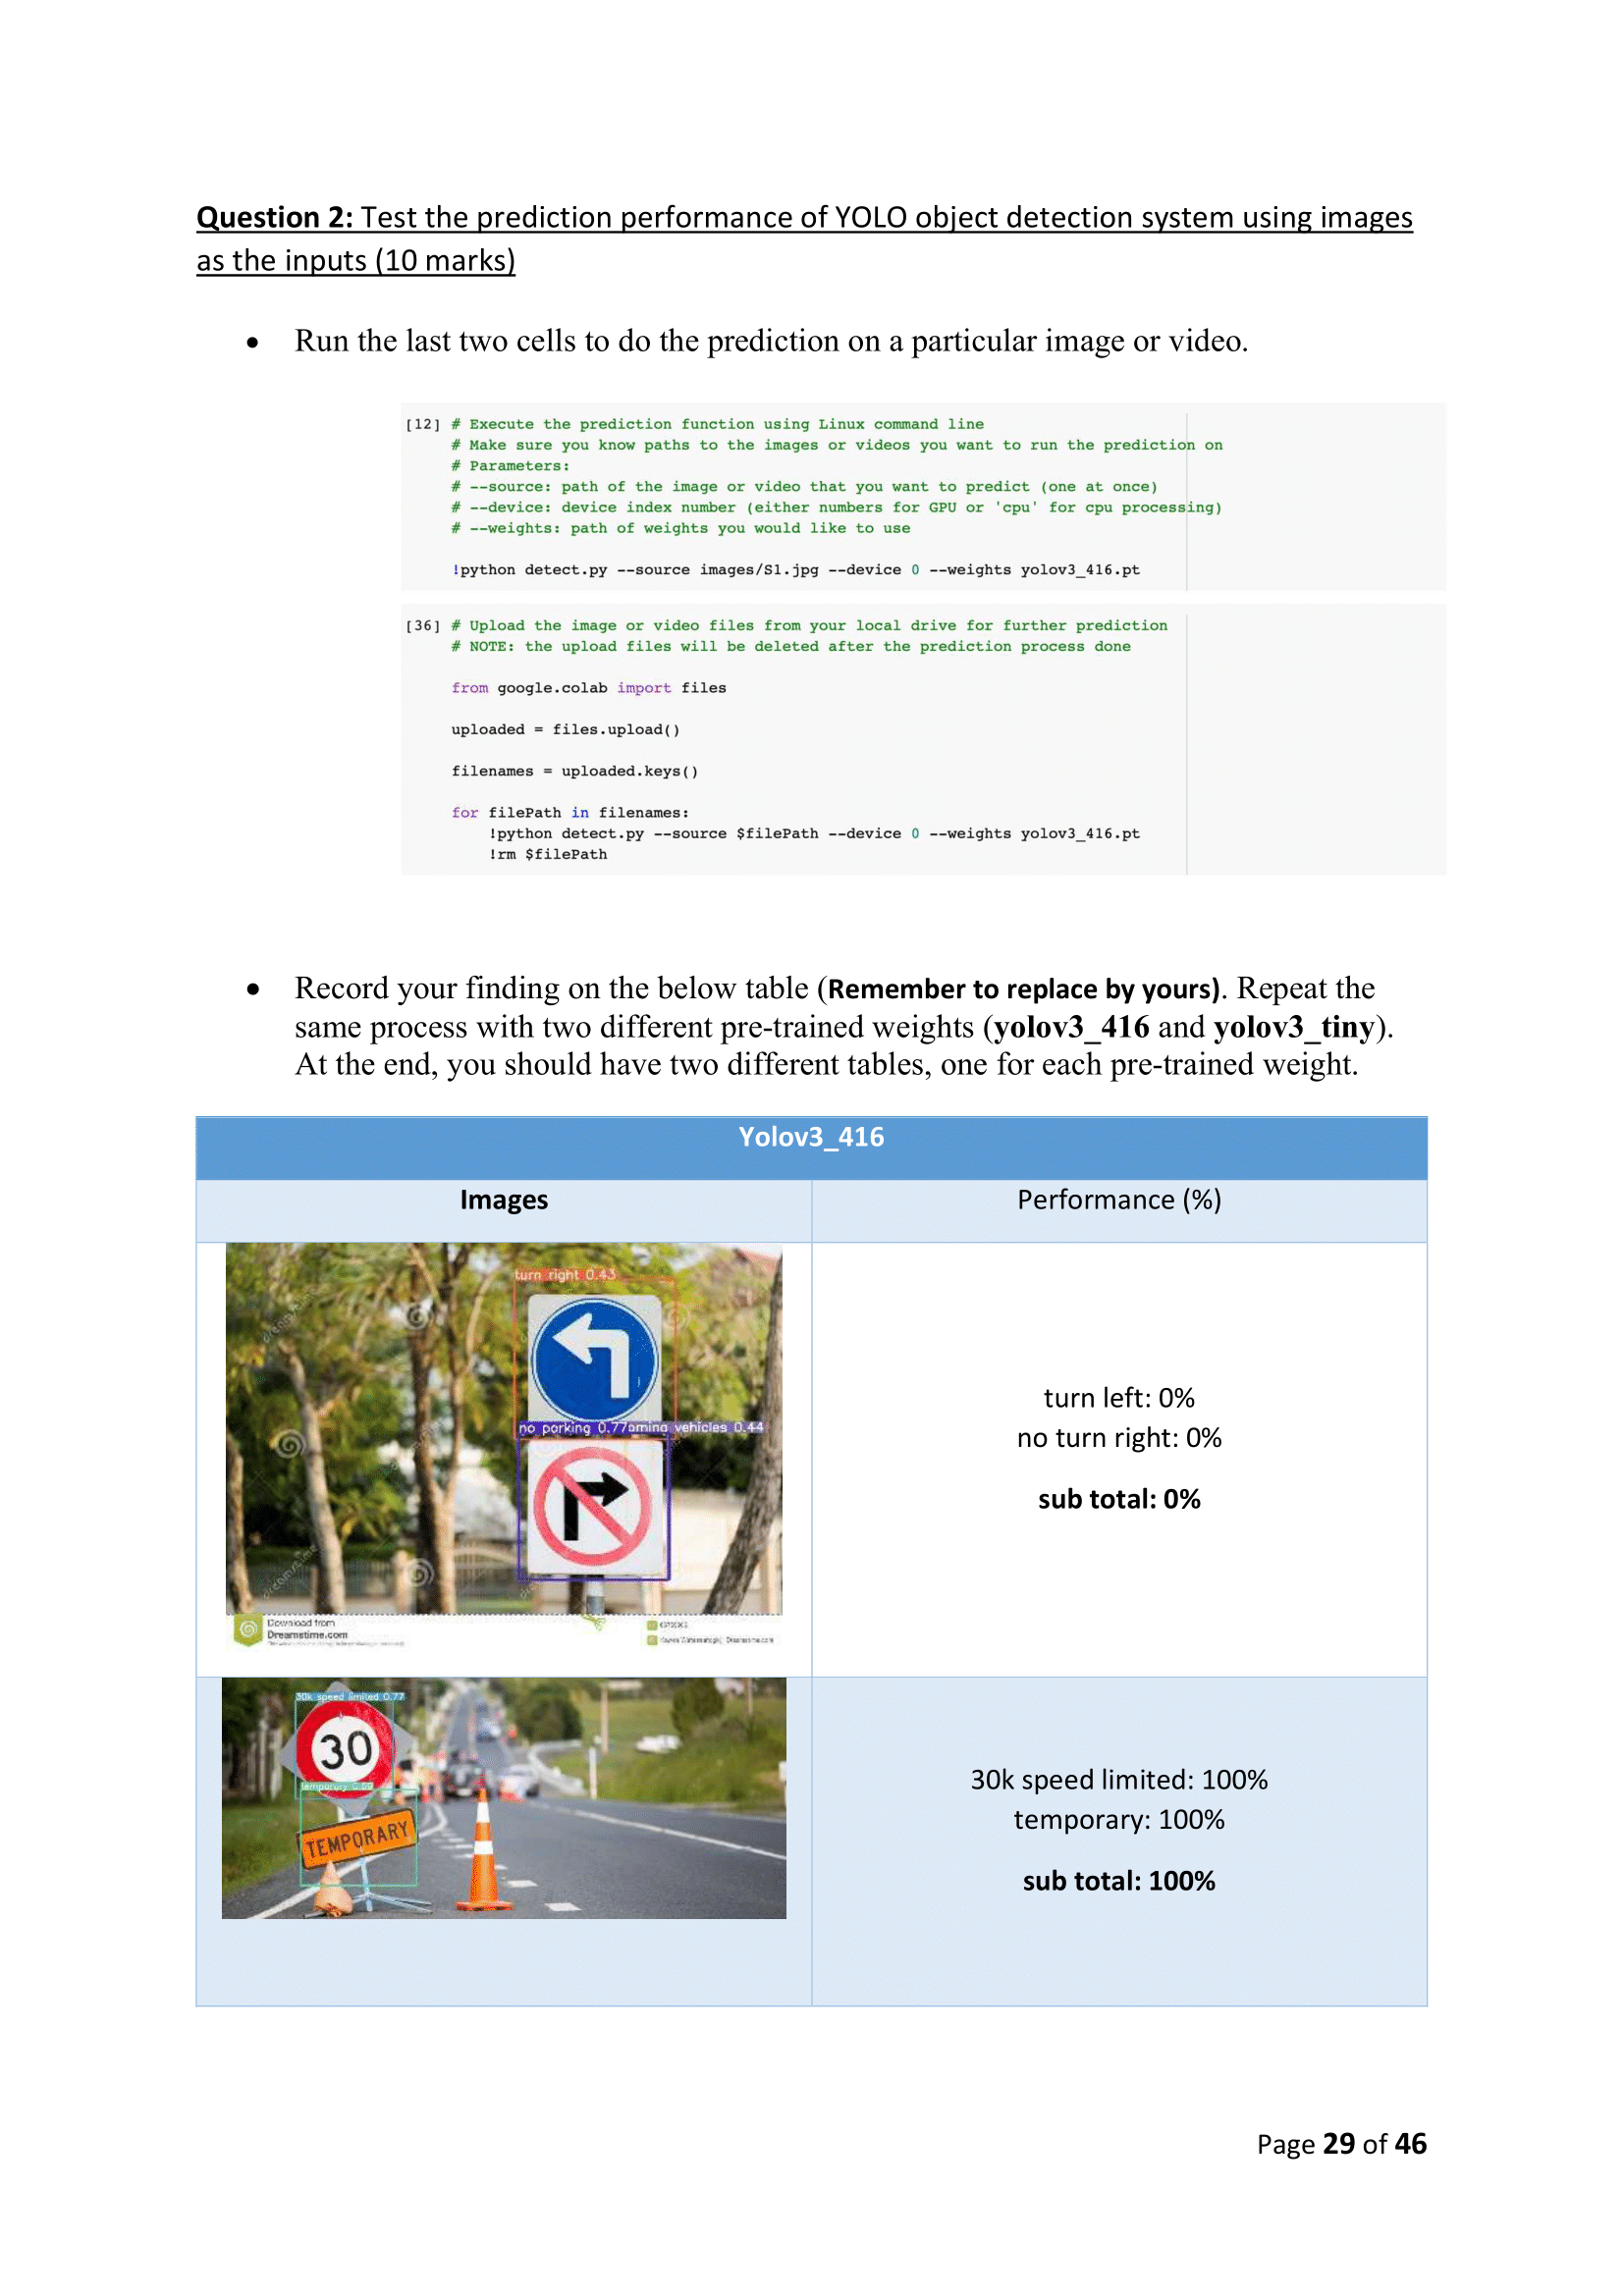 Question 2: Test the prediction performance of YOLO object detection system using images
as the inputs (10 marks)
• Run the last two cells to do the prediction on a particular image or video.
[12] # Execute the prediction function using Linux command line
# Make sure you know paths to the images or videos you want to run the prediction on
# Parameters:
# --source: path of the image or video that you want to predict (one at once)
# --device: device index number (either numbers for GPU or 'cpu' for cpu processing)
# --weights: path of weights you would like to use
!python detect.py --source images/S1.jpg --device 0 --weights yolov3_416.pt
[36] # Upload the image or video files from your local drive for further prediction
# NOTE: the upload files will be deleted after the prediction process done
from google.colab import files
uploaded = files.upload()
filenames = uploaded.keys()
for filePath in filenames:
!python detect.py --source $filePath --device 0 --weights yolov3_416.pt
!rm $filePath
• Record your finding on the below table (Remember to replace by yours). Repeat the
same process with two different pre-trained weights (yolov3_416 and yolov3_tiny).
At the end, you should have two different tables, one for each pre-trained weight.
Yolov3_416
Images
Performance (%)
turn right 0.43
no parking 0.77oming vehicles 0.44
Download from
Dreamstime.com
turn left: 0%
no turn right: 0%
sub total: 0%
30k speed limited 0.77
30
temporary
TEMPORARY
30k speed limited: 100%
temporary: 100%
sub total: 100%
Page 29 of 46